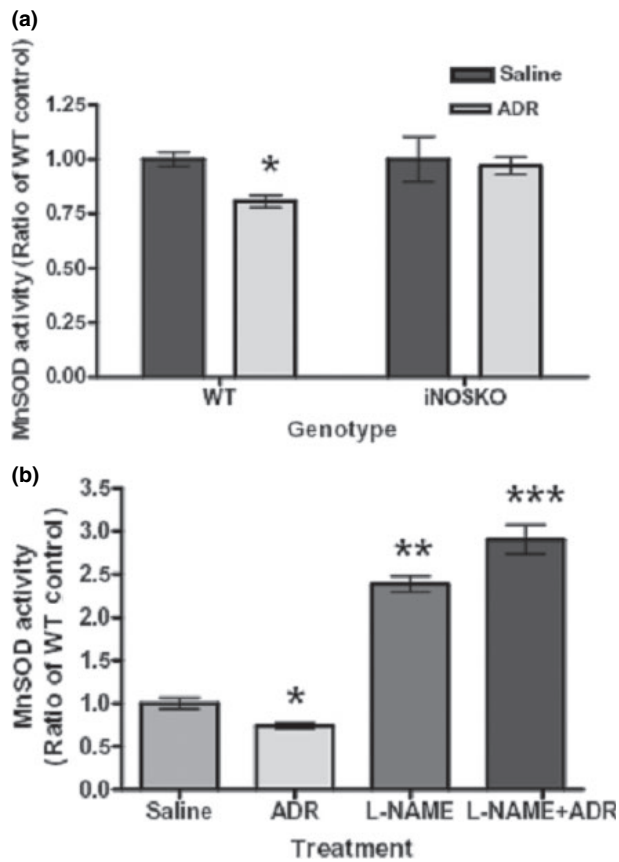 (a)
Saline
ADR
MnSOD activity (Ratio of WT control)
1.25
1.00
0.75
0.50
0.25
0.00
*
WT
iNOSKO
Genotype
(b)
MnSOD activity
(Ratio of WT control)
3.5
3.0
2.5
2.0
1.5
1.0
0.5
0.0
*
**
***
Saline
ADR
L-NAME
L-NAME+ADR
Treatment